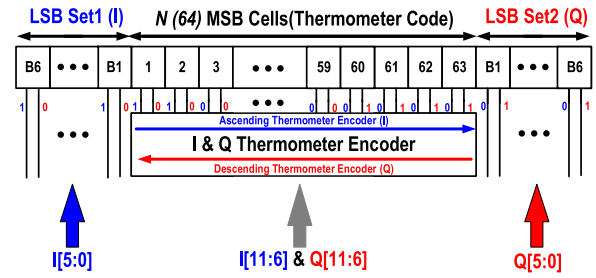 LSB Set1 (I) N (64) MSB Cells(Thermometer Code) LSB Set2 (Q)
B6 ••• B1 1 2 3 ••• 59 60 61 62 63 B1 ••• B6
1 0 1 0 1 0 1 0 0 0 ••• 0 0 0 1 0 1 0 1 0 1 0 1 0 1
Ascending Thermometer Encoder (I)
••• I & Q Thermometer Encoder •••
Descending Thermometer Encoder (Q)
I[5:0] I[11:6] & Q[11:6] Q[5:0]